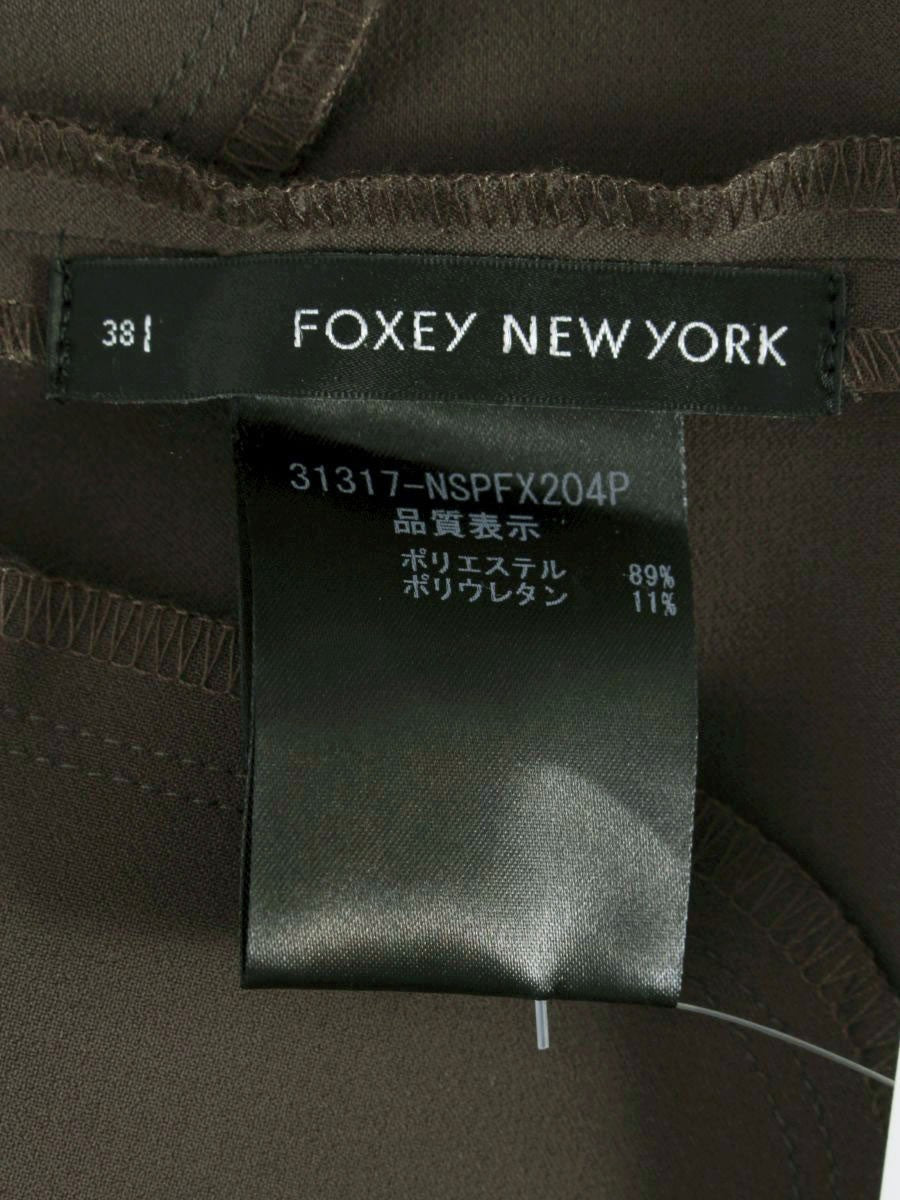 38 FOXEY NEW YORK
31317-NSPFX204P
品質表示
ポリエステル 89%
ポリウレタン 11%